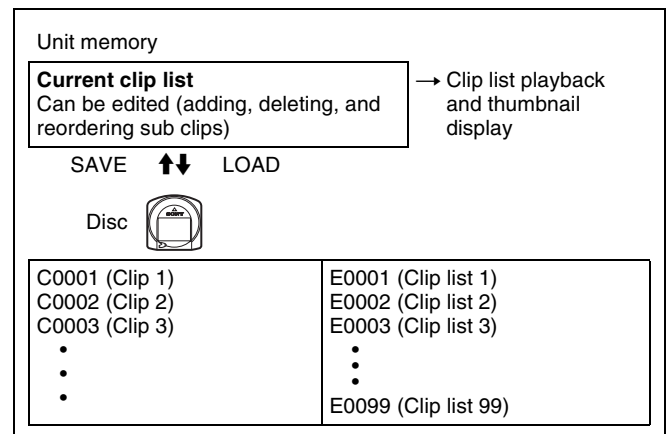 Unit memory
Current clip list
Can be edited (adding, deleting, and
reordering sub clips)
→ Clip list playback
and thumbnail
display
SAVE LOAD
Disc
SONY
C0001 (Clip 1)
C0002 (Clip 2)
C0003 (Clip 3)
•
•
•
E0001 (Clip list 1)
E0002 (Clip list 2)
E0003 (Clip list 3)
•
•
•
E0099 (Clip list 99)